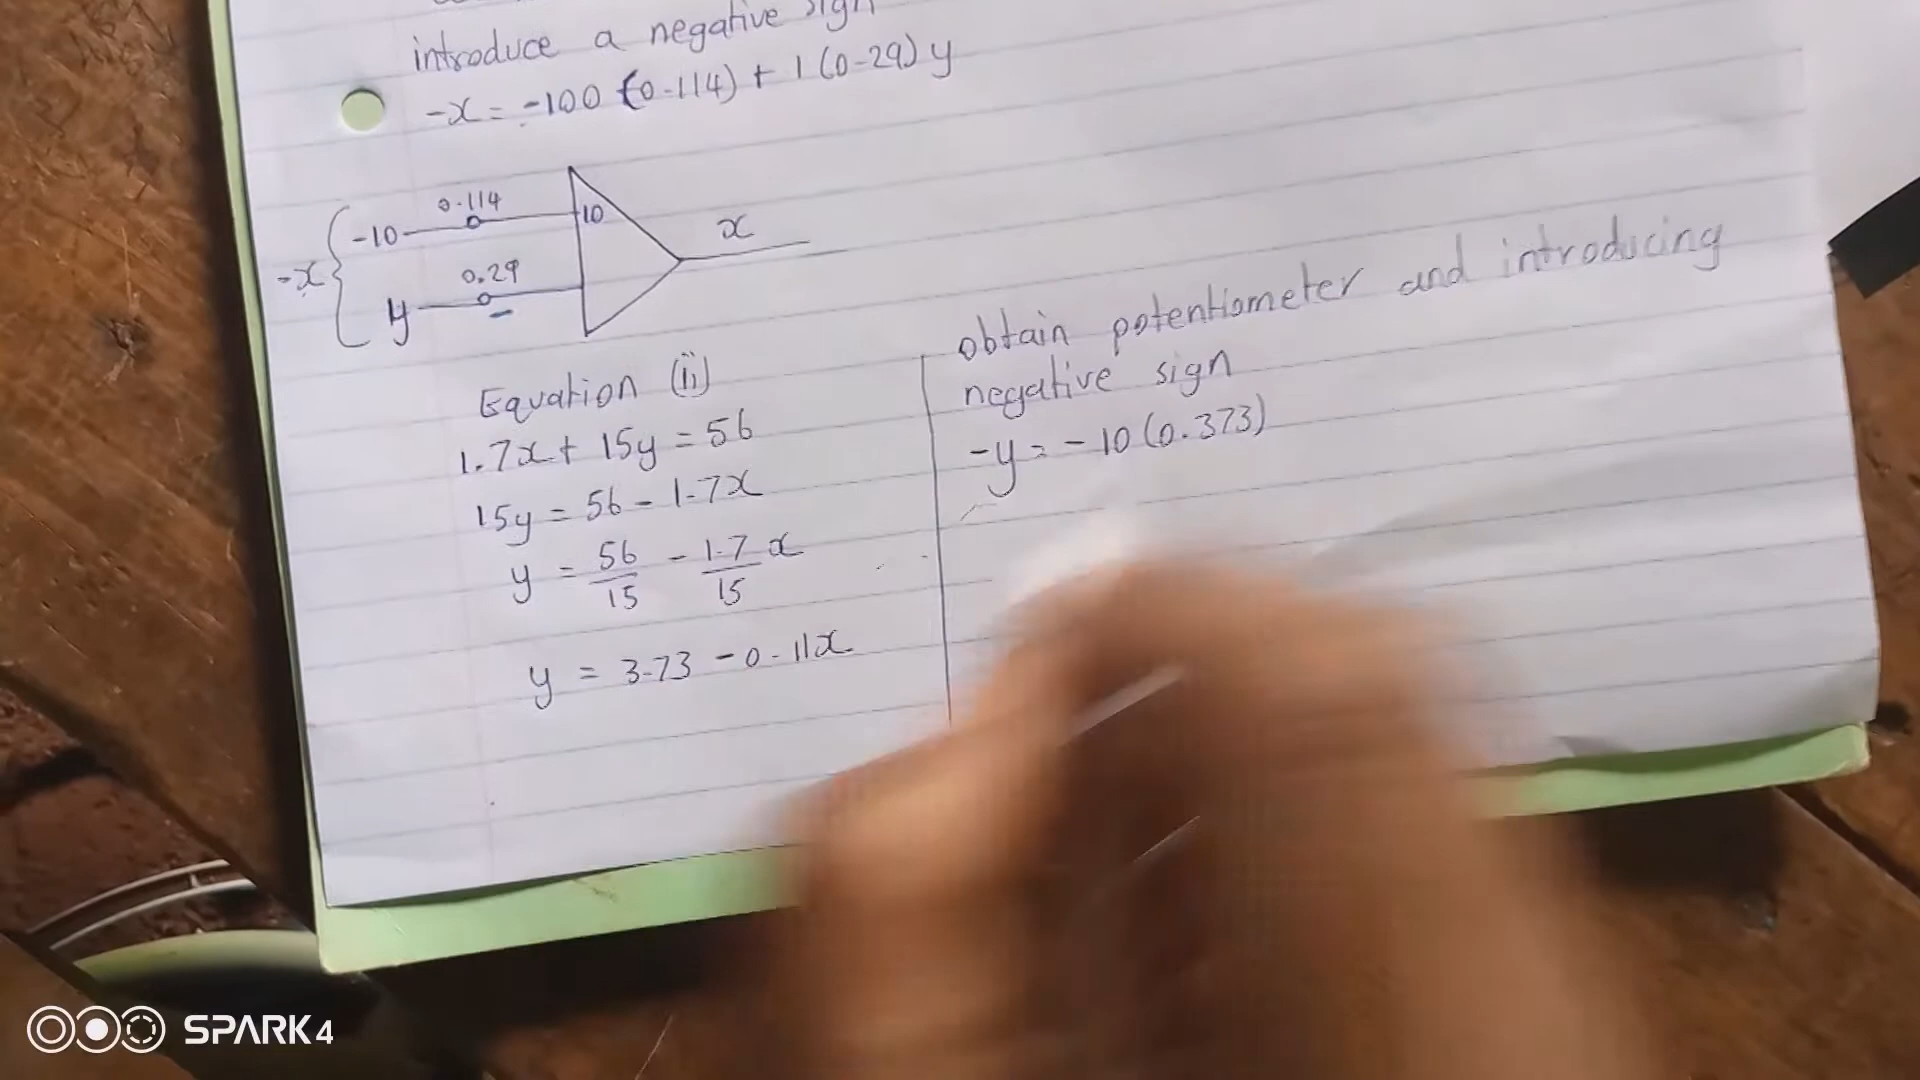 introduce a negative sign
-x = -100 (0.114) + 1 (0.29) y
0.114
-10
10
x
-x
0.29
y
Equation (ii)
1.7x + 15y = 56
15y = 56 - 1.7x
y = 56/15 - 1.7/15 x
y = 3.73 - 0.11x
obtain potentiometer and introducing
negative sign
-y = -10 (0.373)
SPARK 4